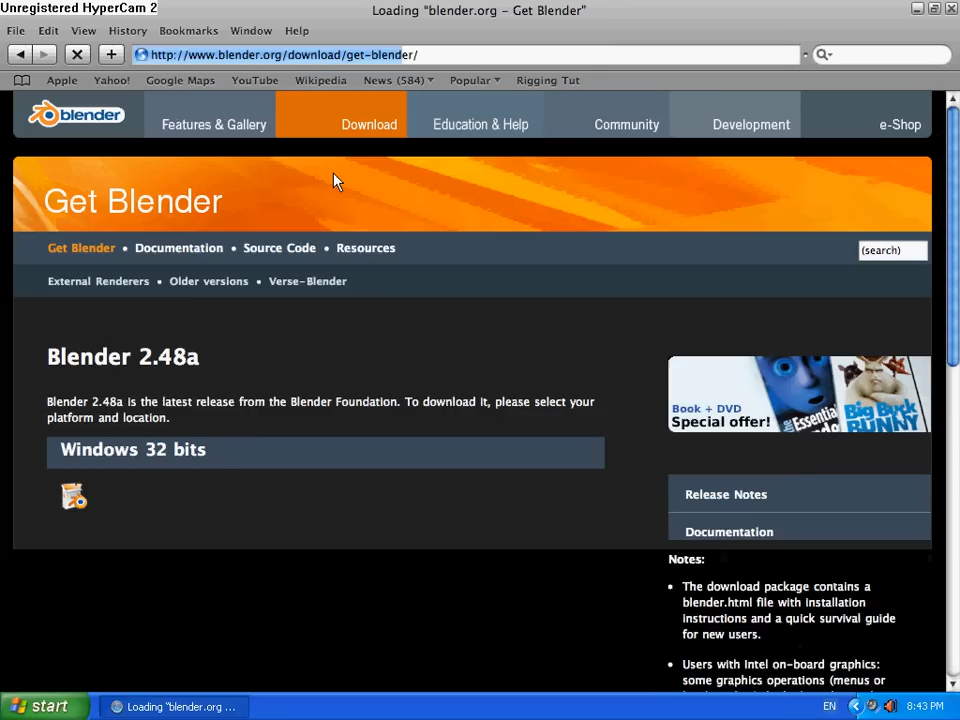 Unregistered HyperCam 2
Loading "blender.org – Get Blender"
File Edit View History Bookmarks Window Help
http://www.blender.org/download/get-blender/
Apple Yahoo! Google Maps YouTube Wikipedia News (584) Popular Rigging Tut
blender
Features & Gallery Download Education & Help Community Development e-Shop
Get Blender
Get Blender • Documentation • Source Code • Resources
(search)
External Renderers • Older versions • Verse-Blender
Blender 2.48a
Blender 2.48a is the latest release from the Blender Foundation. To download it, please select your
platform and location.
Windows 32 bits
Book + DVD
Special offer!
Essential
Big Buck
BUNNY
Release Notes
Documentation
Notes:
• The download package contains a
blender.html file with installation
instructions and a quick survival guide
for new users.
• Users with Intel on-board graphics:
some graphics operations (menus or
start
Loading "blender.org ...
EN
8:43 PM